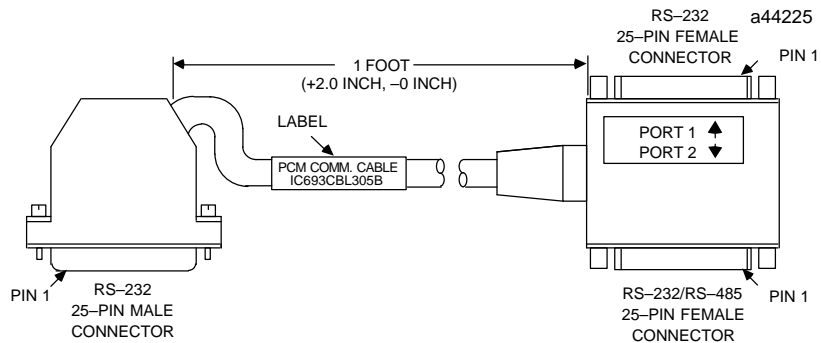 RS–232
25–PIN FEMALE
CONNECTOR
a44225
PIN 1
1 FOOT
(+2.0 INCH, –0 INCH)
LABEL
PORT 1
PORT 2
PCM COMM. CABLE
IC693CBL305B
PIN 1
RS–232
25–PIN MALE
CONNECTOR
RS–232/RS–485
25–PIN FEMALE
CONNECTOR
PIN 1